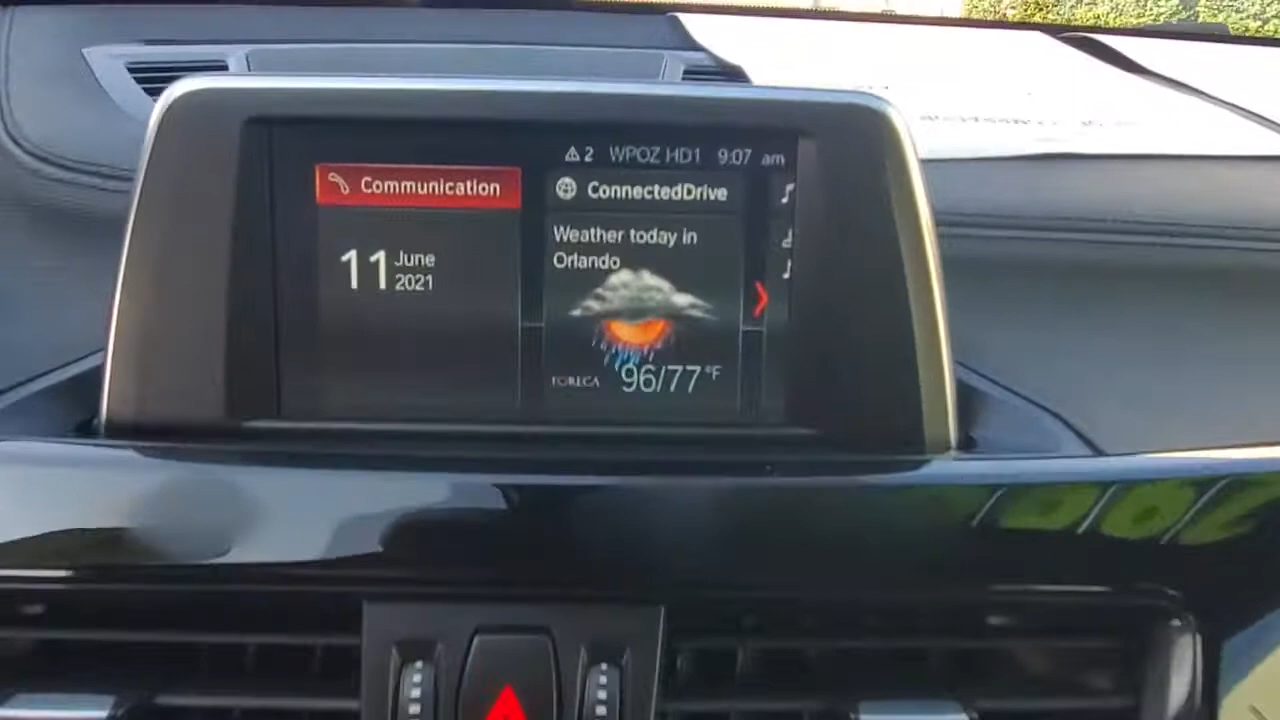 2 WPOZ HD1 9:07 am
Communication
11 June
2021
ConnectedDrive
Weather today in
Orlando
FORECA 96/77°F